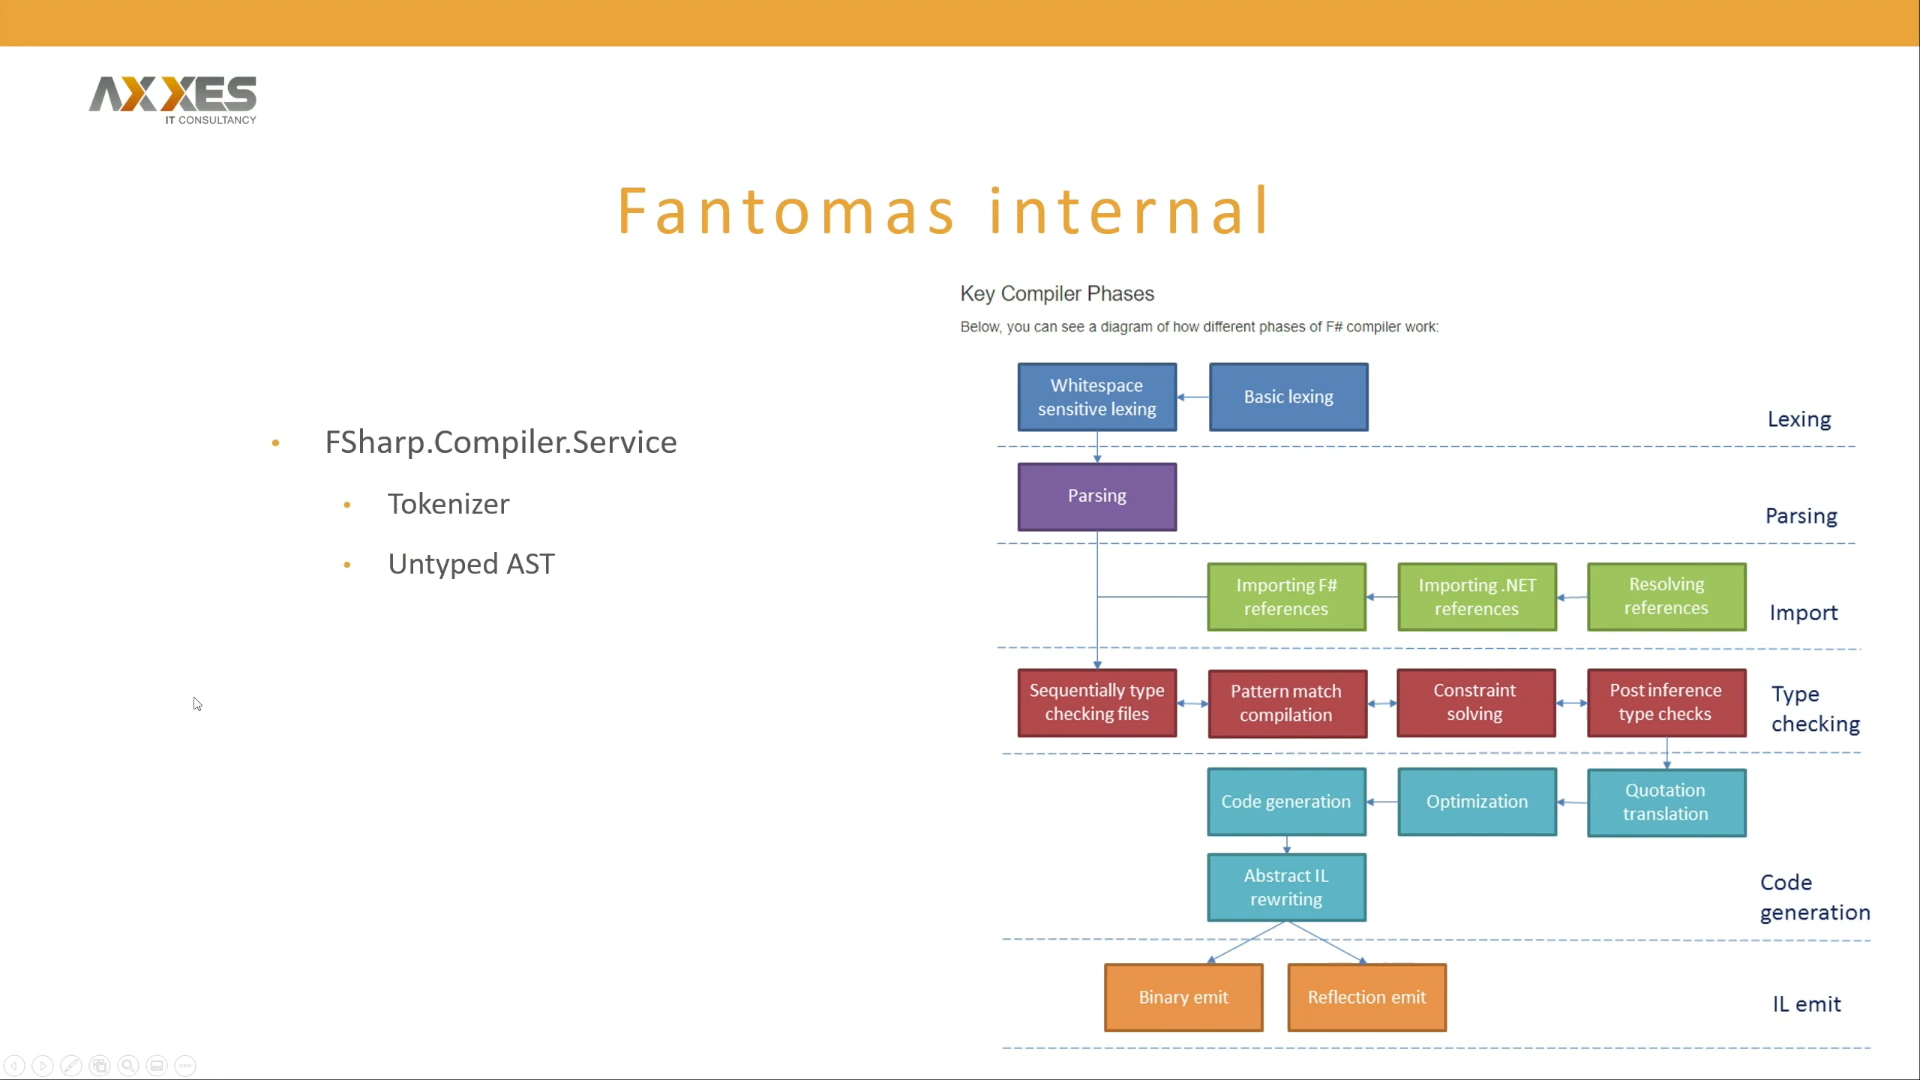 AXXES
IT CONSULTANCY
Fantomas internal
FSharp.Compiler.Service
Tokenizer
Untyped AST
Key Compiler Phases
Below, you can see a diagram of how different phases of F# compiler work:
Whitespace
sensitive lexing
Basic lexing
Lexing
Parsing
Parsing
Importing F#
references
Importing .NET
references
Resolving
references
Import
Sequentially type
checking files
Pattern match
compilation
Constraint
solving
Post inference
type checks
Type
checking
Code generation
Optimization
Quotation
translation
Abstract IL
rewriting
Code
generation
Binary emit
Reflection emit
IL emit